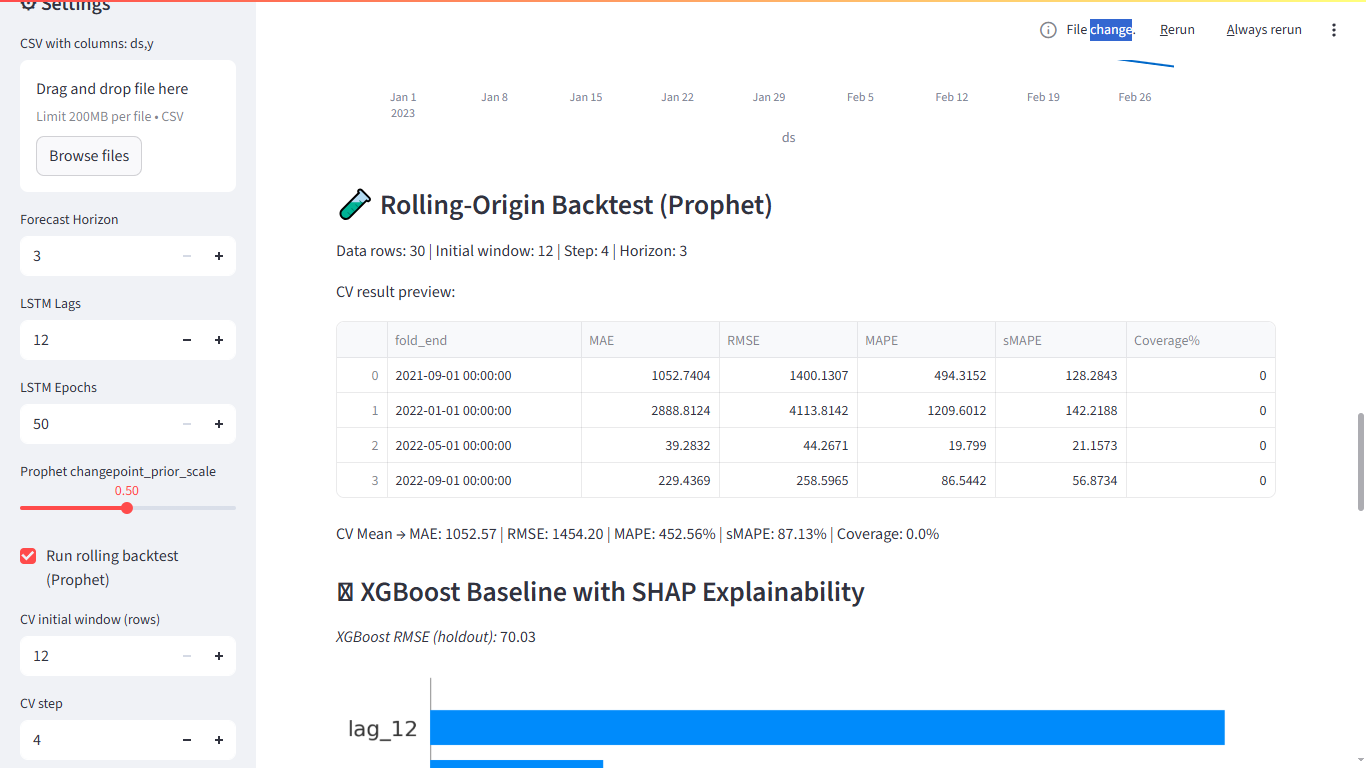 Settings
CSV with columns: ds,y
Drag and drop file here
Limit 200MB per file • CSV
Browse files
Forecast Horizon
3
LSTM Lags
12
LSTM Epochs
50
Prophet changepoint_prior_scale
0.50
Run rolling backtest
(Prophet)
CV initial window (rows)
12
CV step
4
File change. Rerun Always rerun
Jan 1 Jan 8 Jan 15 Jan 22 Jan 29 Feb 5 Feb 12 Feb 19 Feb 26
2023
ds
Rolling-Origin Backtest (Prophet)
Data rows: 30 | Initial window: 12 | Step: 4 | Horizon: 3
CV result preview:
fold_end MAE RMSE MAPE sMAPE Coverage%
0 2021-09-01 00:00:00 1052.7404 1400.1307 494.3152 128.2843 0
1 2022-01-01 00:00:00 2888.8124 4113.8142 1209.6012 142.2188 0
2 2022-05-01 00:00:00 39.2832 44.2671 19.799 21.1573 0
3 2022-09-01 00:00:00 229.4369 258.5965 86.5442 56.8734 0
CV Mean → MAE: 1052.57 | RMSE: 1454.20 | MAPE: 452.56% | sMAPE: 87.13% | Coverage: 0.0%
XGBoost Baseline with SHAP Explainability
XGBoost RMSE (holdout): 70.03
lag_12